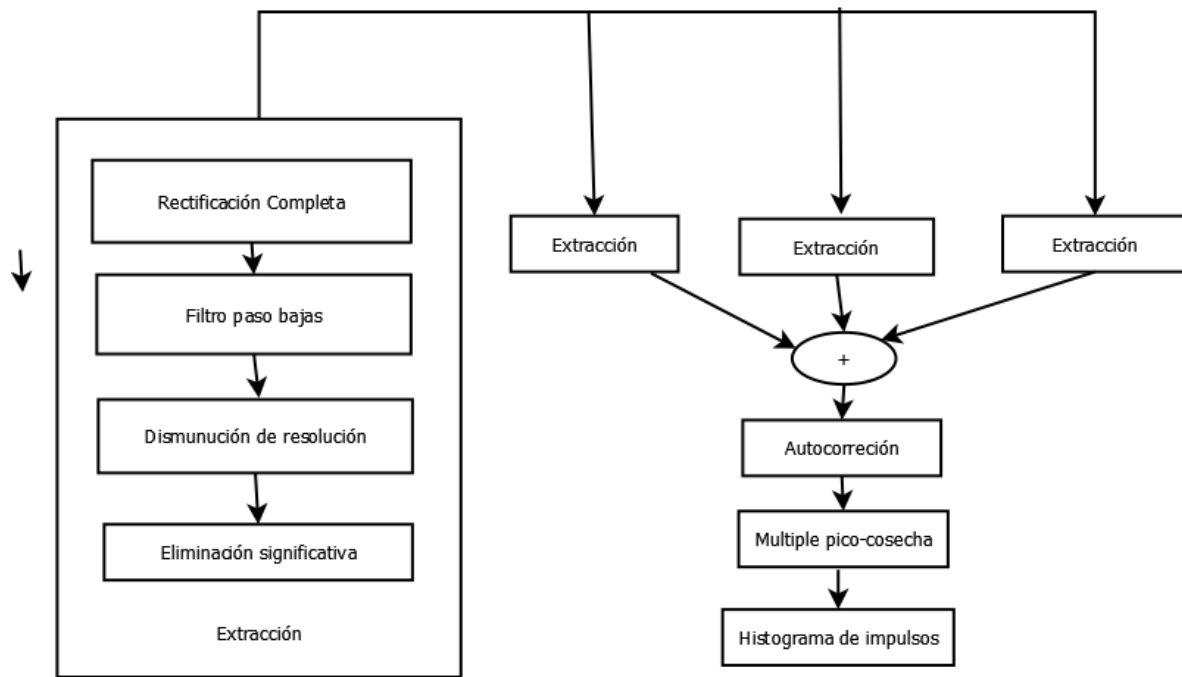 Rectificación Completa
Filtro paso bajas
Dismunución de resolución
Eliminación significativa
Extracción
Extracción
Extracción
Extracción
+
Autocorreción
Multiple pico-cosecha
Histograma de impulsos